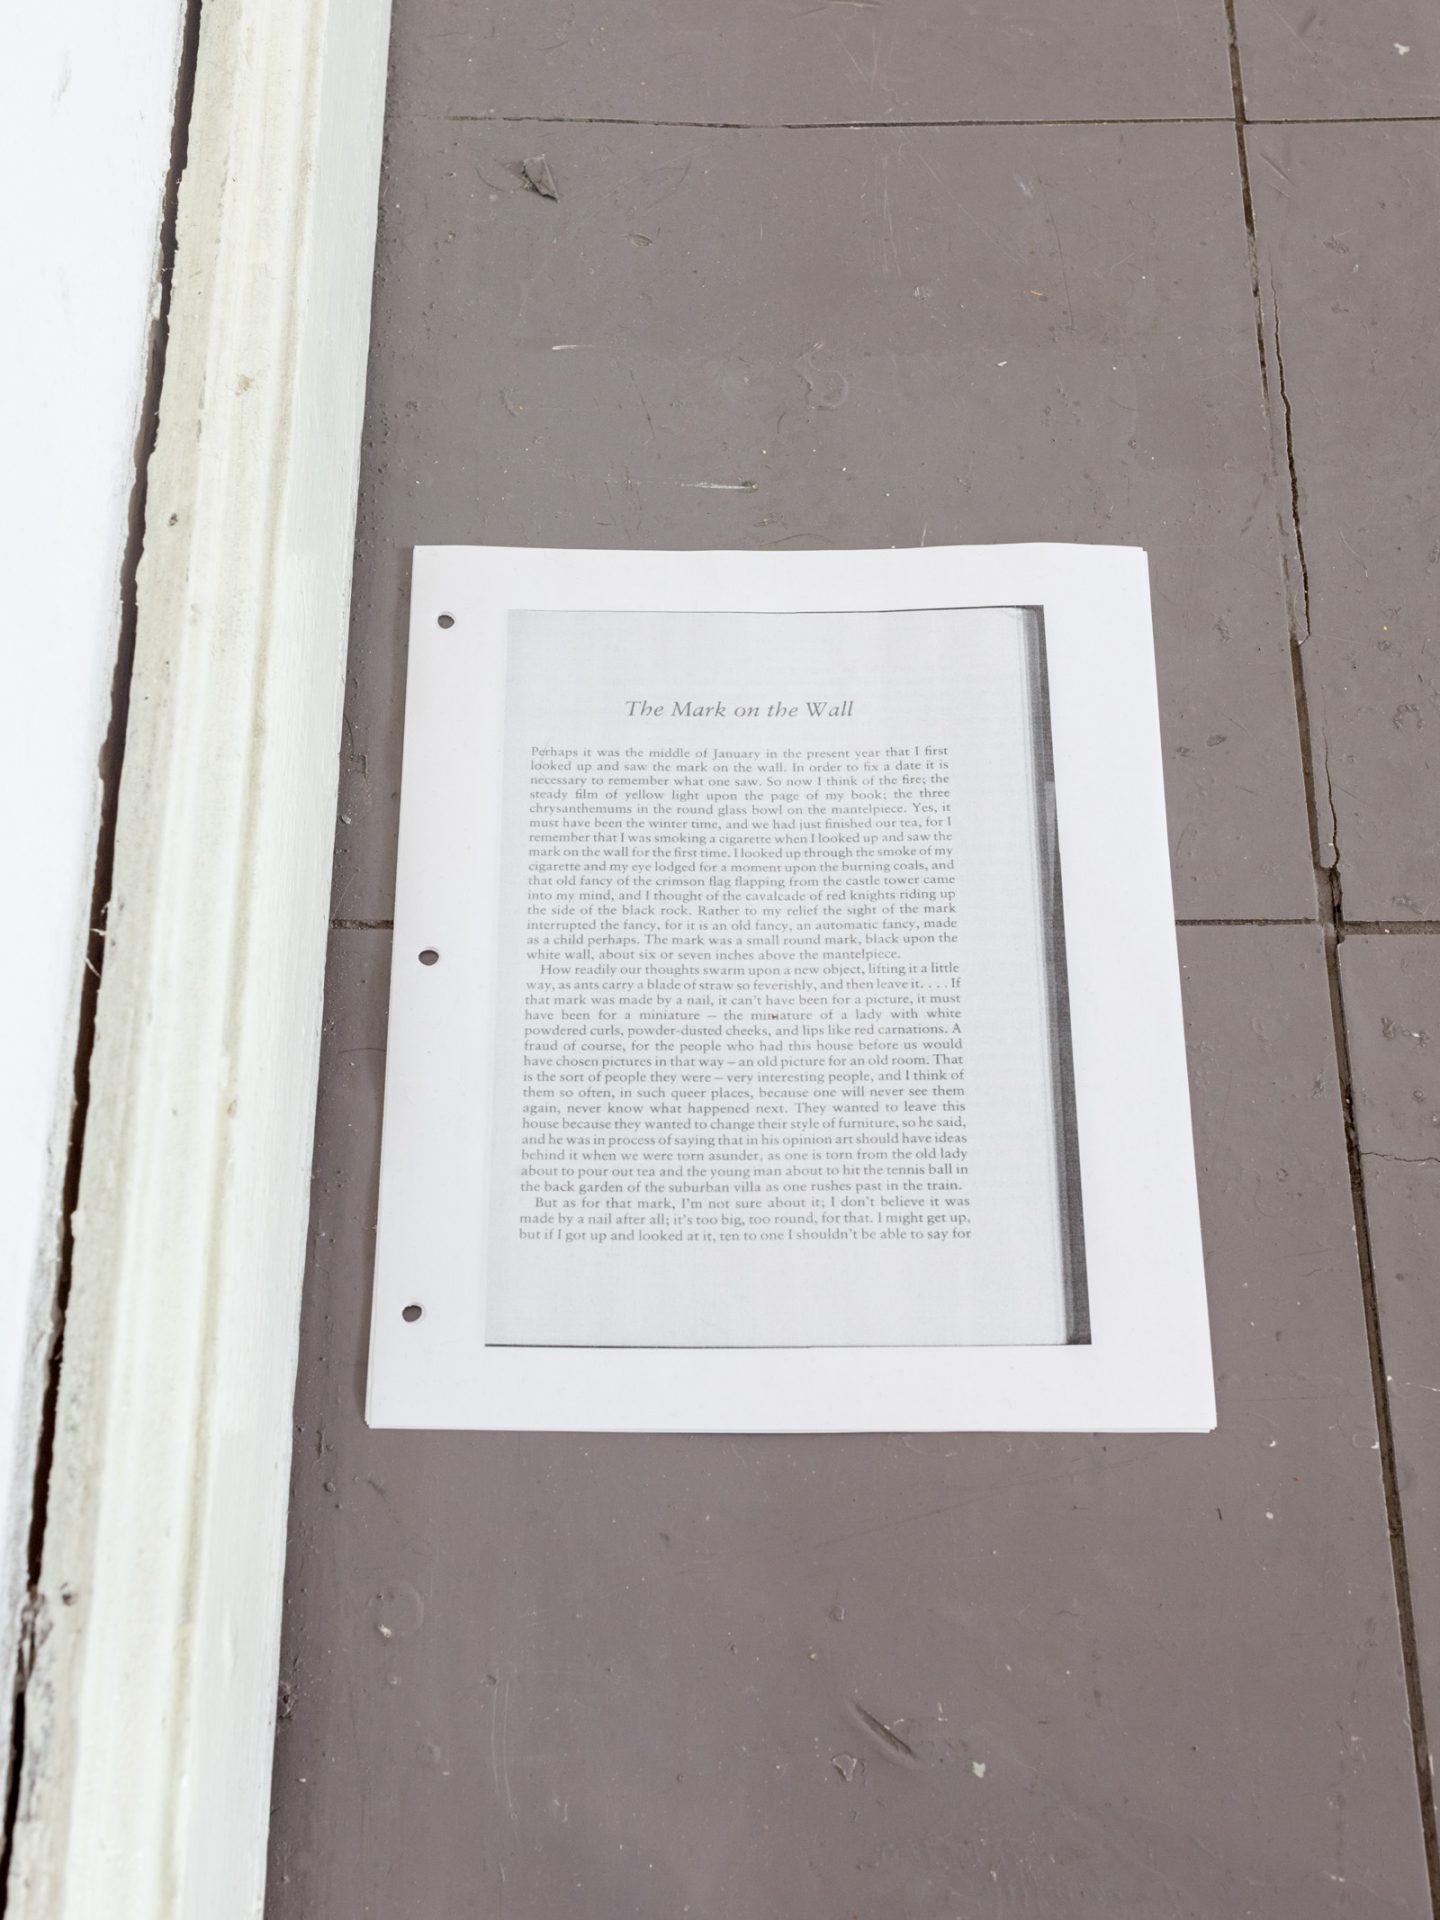 The Mark on the Wall
Perhaps it was the middle of January in the present year that I first
looked up and saw the mark on the wall. In order to fix a date it is
necessary to remember what one saw. So now I think of the fire; the
steady film of yellow light upon the page of my book; the three
chrysanthemums in the round glass bowl on the mantelpiece. Yes, it
must have been the winter time, and we had just finished our tea, for I
remember that I was smoking a cigarette when I looked up and saw the
mark on the wall for the first time. I looked up through the smoke of my
cigarette and my eye lodged for a moment upon the burning coals, and
that old fancy of the crimson flag flapping from the castle tower came
into my mind, and I thought of the cavalcade of red knights riding up
the side of the black rock. Rather to my relief the sight of the mark
interrupted the fancy, for it is an old fancy, an automatic fancy, made
as a child perhaps. The mark was a small round mark, black upon the
white wall, about six or seven inches above the mantelpiece.
How readily our thoughts swarm upon a new object, lifting it a little
way, as ants carry a blade of straw so feverishly, and then leave it. . . . If
that mark was made by a nail, it can't have been for a picture, it must
have been for a miniature – the miniature of a lady with white
powdered curls, powder-dusted cheeks, and lips like red carnations. A
fraud of course, for the people who had this house before us would
have chosen pictures in that way – an old picture for an old room. That
is the sort of people they were – very interesting people, and I think of
them so often, in such queer places, because one will never see them
again, never know what happened next. They wanted to leave this
house because they wanted to change their style of furniture, so he said,
and he was in process of saying that in his opinion art should have ideas
behind it when we were torn asunder, as one is torn from the old lady
about to pour out tea and the young man about to hit the tennis ball in
the back garden of the suburban villa as one rushes past in the train.
But as for that mark, I'm not sure about it; I don't believe it was
made by a nail after all; it's too big, too round, for that. I might get up,
but if I got up and looked at it, ten to one I shouldn't be able to say for